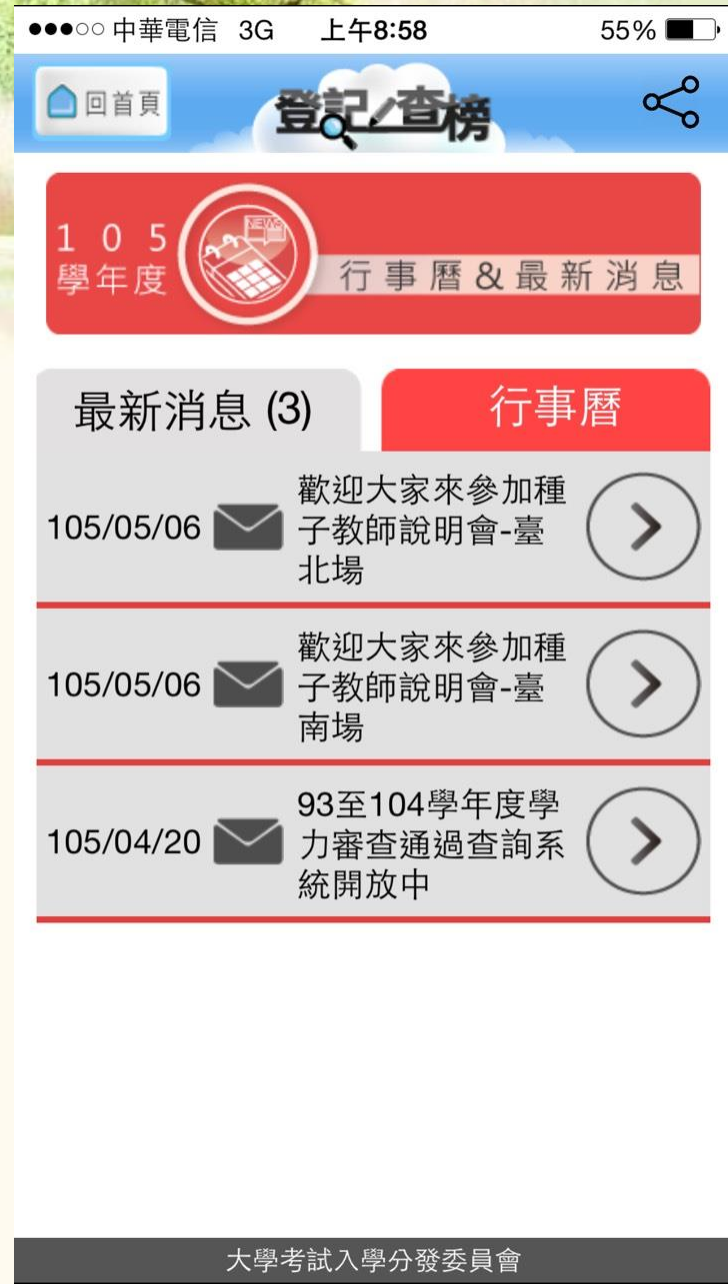 中華電信 3G 上午8:58 55%
回首頁 登記/查榜
NEWS
105
學年度
行事曆&最新消息
最新消息 (3) 行事曆
105/05/06 歡迎大家來參加種
子教師說明會-臺
北場
105/05/06 歡迎大家來參加種
子教師說明會-臺
南場
105/04/20 93至104學年度學
力審查通過查詢系
統開放中
大學考試入學分發委員會